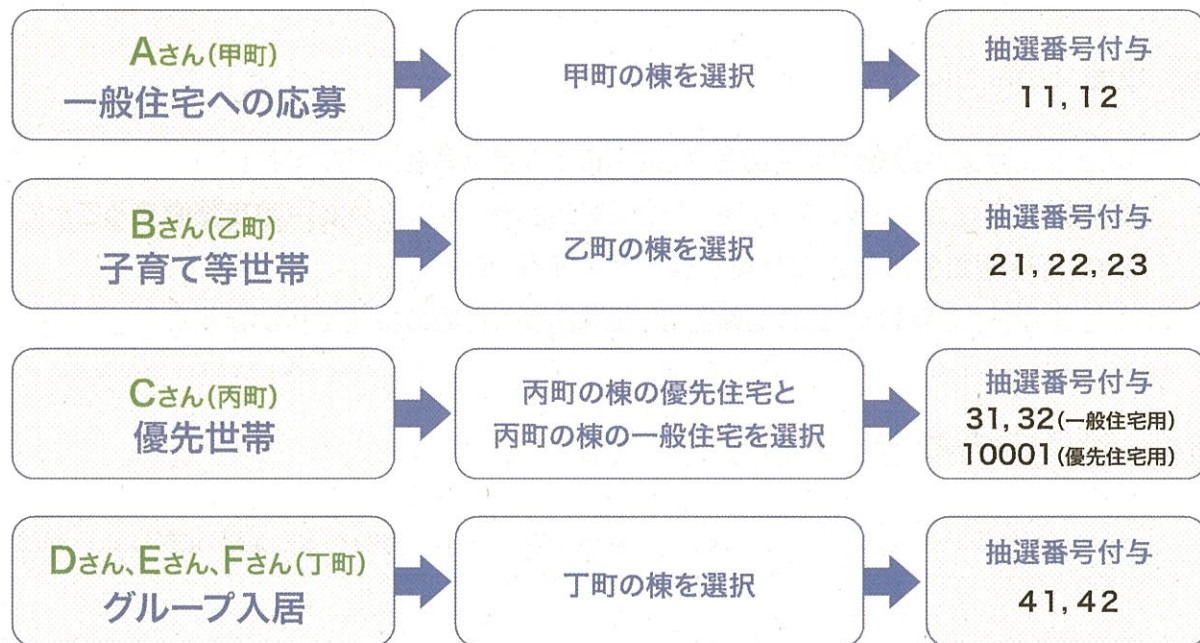 Aさん(甲町)
一般住宅への応募
甲町の棟を選択
抽選番号付与
11, 12
Bさん(乙町)
子育て等世帯
乙町の棟を選択
抽選番号付与
21, 22, 23
Cさん(丙町)
優先世帯
丙町の棟の優先住宅と
丙町の棟の一般住宅を選択
抽選番号付与
31, 32(一般住宅用)
10001(優先住宅用)
Dさん、Eさん、Fさん(丁町)
グループ入居
丁町の棟を選択
抽選番号付与
41, 42